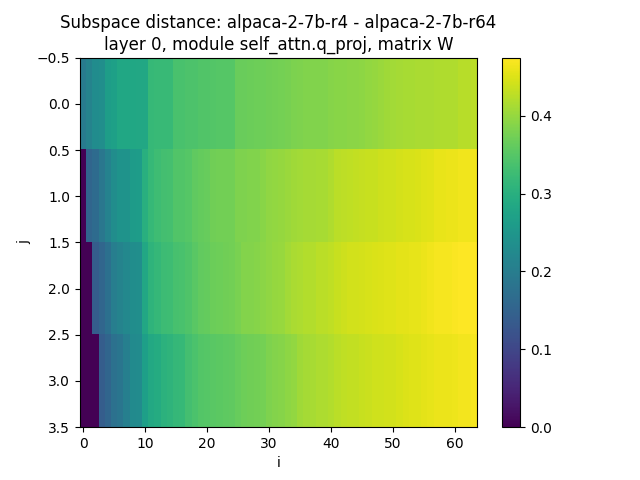 Subspace distance: alpaca-2-7b-r4 - alpaca-2-7b-r64
layer 0, module self_attn.q_proj, matrix W
−0.5
0.0
0.5
1.0
1.5
2.0
2.5
3.0
3.5
j
0 10 20 30 40 50 60
i
0.4
0.3
0.2
0.1
0.0